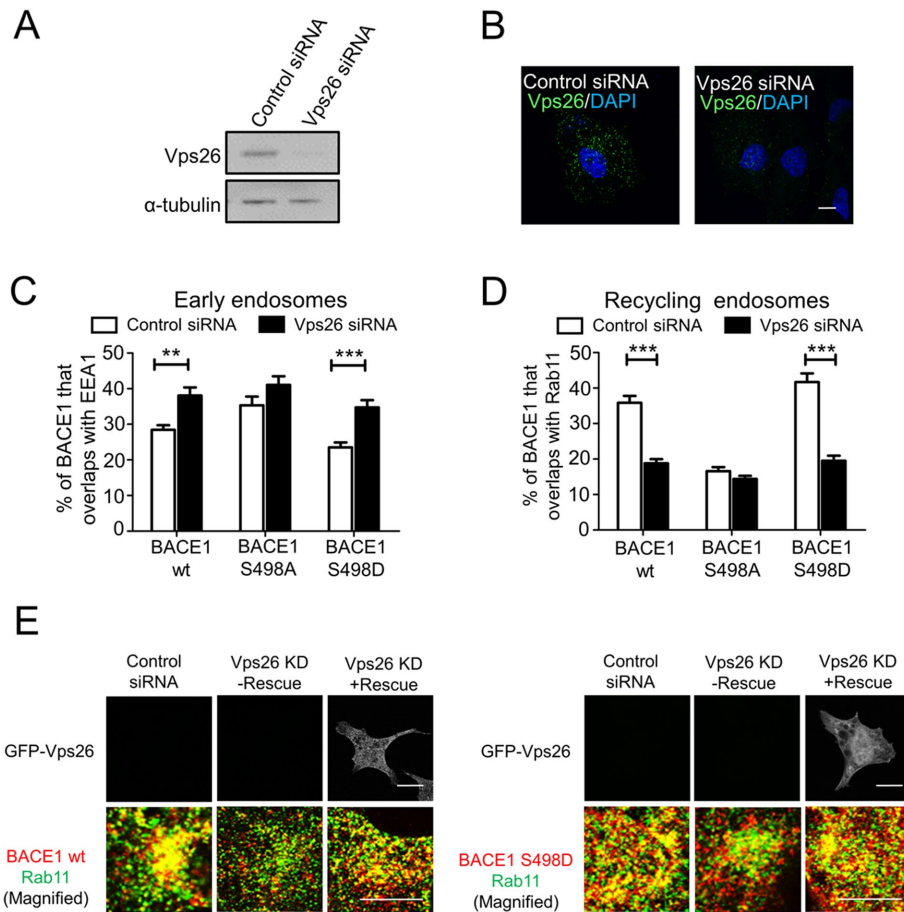 A
Control siRNA
Vps26 siRNA
Vps26
α-tubulin
B
Control siRNA
Vps26/DAPI
Vps26 siRNA
Vps26/DAPI
C
Early endosomes
Control siRNA
Vps26 siRNA
% of BACE1 that
overlaps with EEA1
50
40
30
20
10
0
**
***
BACE1
wt
BACE1
S498A
BACE1
S498D
D
Recycling endosomes
Control siRNA
Vps26 siRNA
% of BACE1 that
overlaps with Rab11
50
40
30
20
10
0
***
***
BACE1
wt
BACE1
S498A
BACE1
S498D
E
Control
siRNA
Vps26 KD
-Rescue
Vps26 KD
+Rescue
GFP-Vps26
BACE1 wt
Rab11
(Magnified)
Control
siRNA
Vps26 KD
-Rescue
Vps26 KD
+Rescue
GFP-Vps26
BACE1 S498D
Rab11
(Magnified)